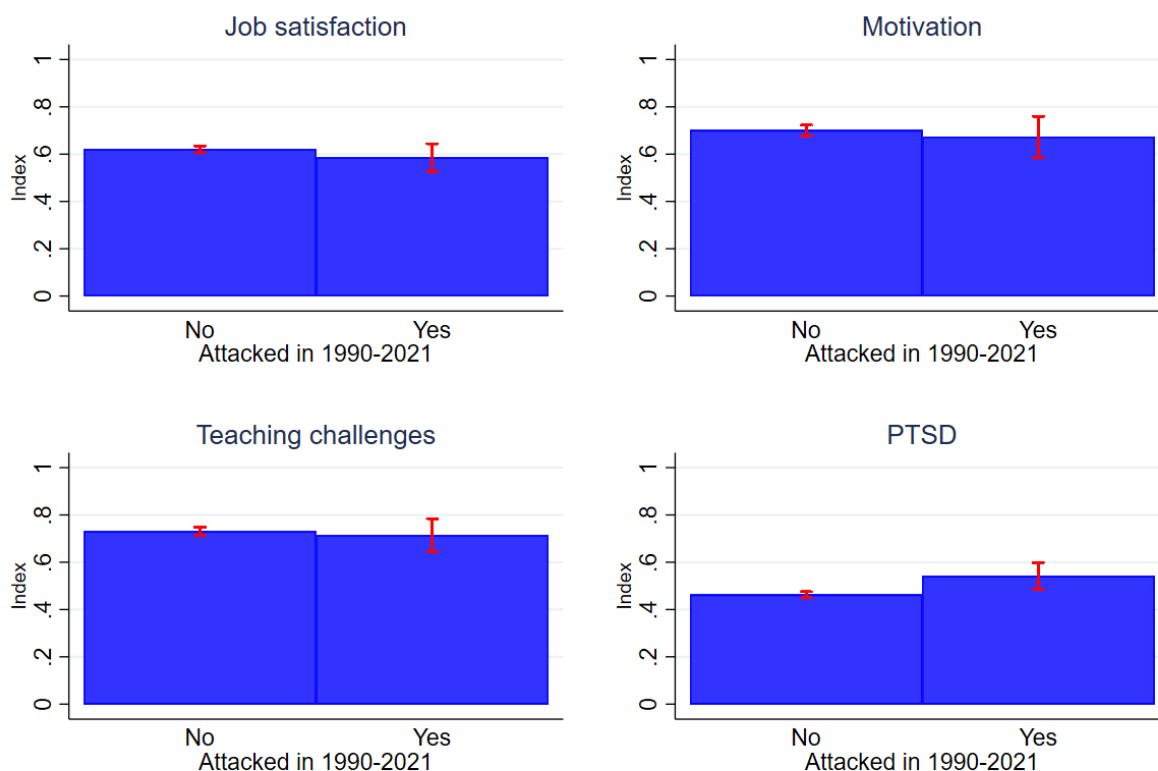 Job satisfaction
Index
0 .2 .4 .6 .8 1
No Yes
Attacked in 1990-2021
Motivation
Index
0 .2 .4 .6 .8 1
No Yes
Attacked in 1990-2021
Teaching challenges
Index
0 .2 .4 .6 .8 1
No Yes
Attacked in 1990-2021
PTSD
Index
0 .2 .4 .6 .8 1
No Yes
Attacked in 1990-2021